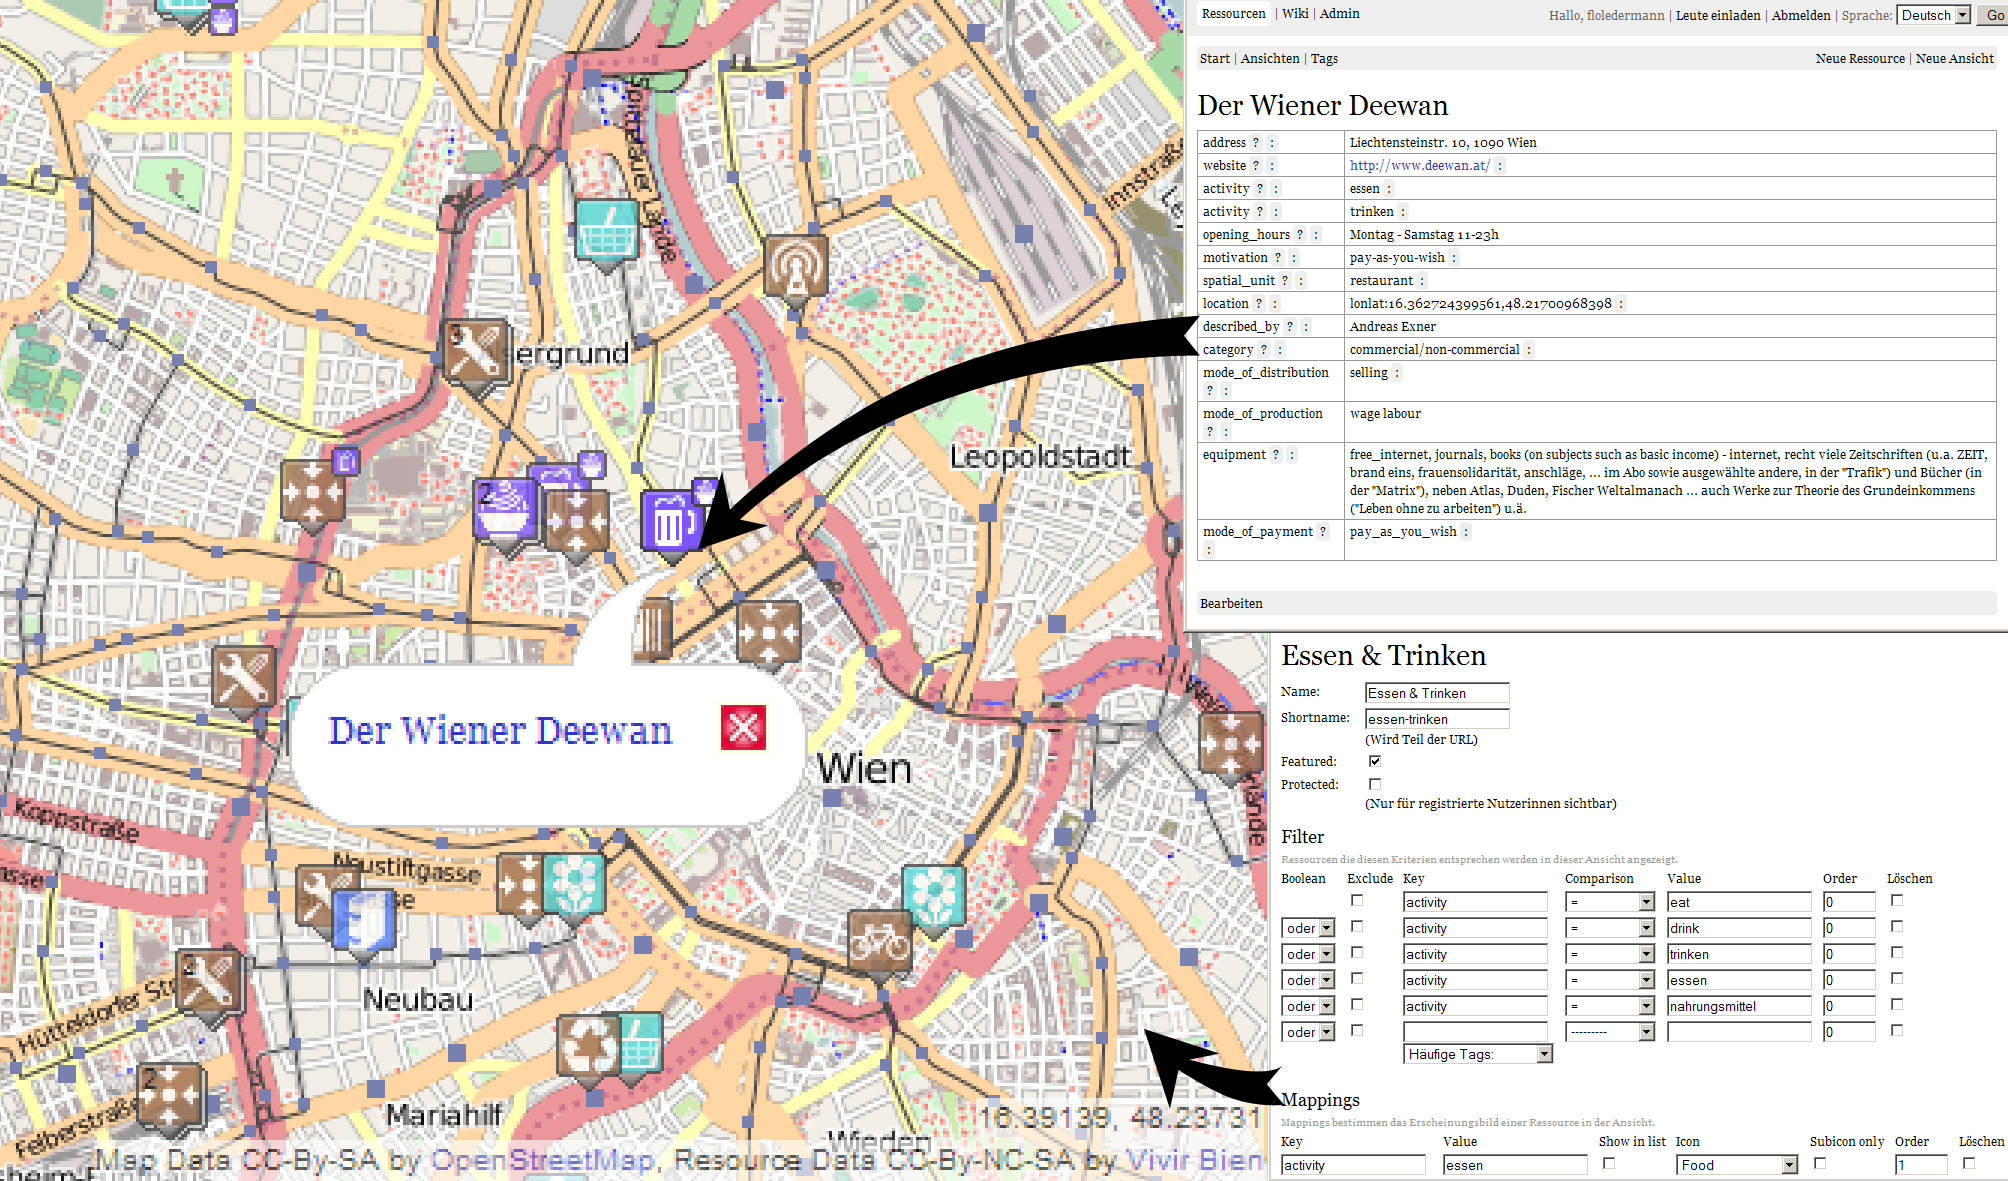 Ressourcen | Wiki | Admin
Hallo, floledermann | Leute einladen | Abmelden | Sprache: Deutsch Go
Start | Ansichten | Tags
Neue Ressource | Neue Ansicht
Der Wiener Deewan
address ? : Liechtensteinstr. 10, 1090 Wien
website ? : http://www.deewan.at/ :
activity ? : essen :
activity ? : trinken :
opening_hours ? : Montag - Samstag 11-23h
motivation ? : pay-as-you-wish :
spatial_unit ? : restaurant :
location ? : lonlat:16.362724399561,48.21700968398 :
described_by ? : Andreas Exner
category ? : commercial/non-commercial :
mode_of_distribution ? : selling :
mode_of_production ? : wage labour
equipment ? : free_internet, journals, books (on subjects such as basic income) - internet, recht viele Zeitschriften (u.a. ZEIT,
brand eins, frauensolidarität, anschläge, ... im Abo sowie ausgewählte andere, in der "Trafik") und Bücher (in
der "Matrix"), neben Atlas, Duden, Fischer Weltalmanach ... auch Werke zur Theorie des Grundeinkommens
("Leben ohne zu arbeiten") u.ä.
mode_of_payment ? : pay_as_you_wish :
Bearbeiten
Essen & Trinken
Name: Essen & Trinken
Shortname: essen-trinken
(Wird Teil der URL)
Featured:
Protected:
(Nur für registrierte Nutzerinnen sichtbar)
Filter
Ressourcen die diesen Kriterien entsprechen werden in dieser Ansicht angezeigt.
Boolean Exclude Key Comparison Value Order Löschen
activity = eat 0
oder activity = drink 0
oder activity = trinken 0
oder activity = essen 0
oder activity = nahrungsmittel 0
oder --------- 0
Häufige Tags:
Mappings
Mappings bestimmen das Erscheinungsbild einer Ressource in der Ansicht.
Key Value Show in list Icon Subicon only Order Löschen
activity essen Food 1
Spittelauer Lände
Innstraße
ergrund
Leopoldstadt
2
Der Wiener Deewan
Wien
Koppstraße
Neustiftgasse
Neubau
Hütteldorfer Str
2
Mariahilf
Felberstraße
Wieden
16.39139, 48.23731
Map Data CC-By-SA by OpenStreetMap, Resource Data CC-By-NC-SA by Vivir Bien